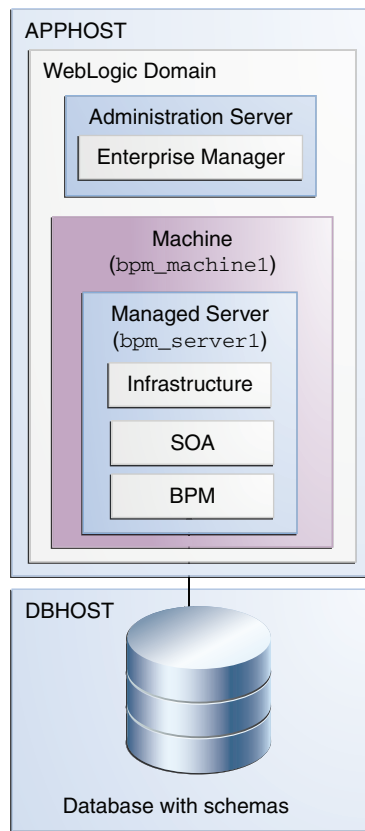 APPHOST
WebLogic Domain
Administration Server
Enterprise Manager
Machine
(bpm_machine1)
Managed Server
(bpm_server1)
Infrastructure
SOA
BPM
DBHOST
Database with schemas